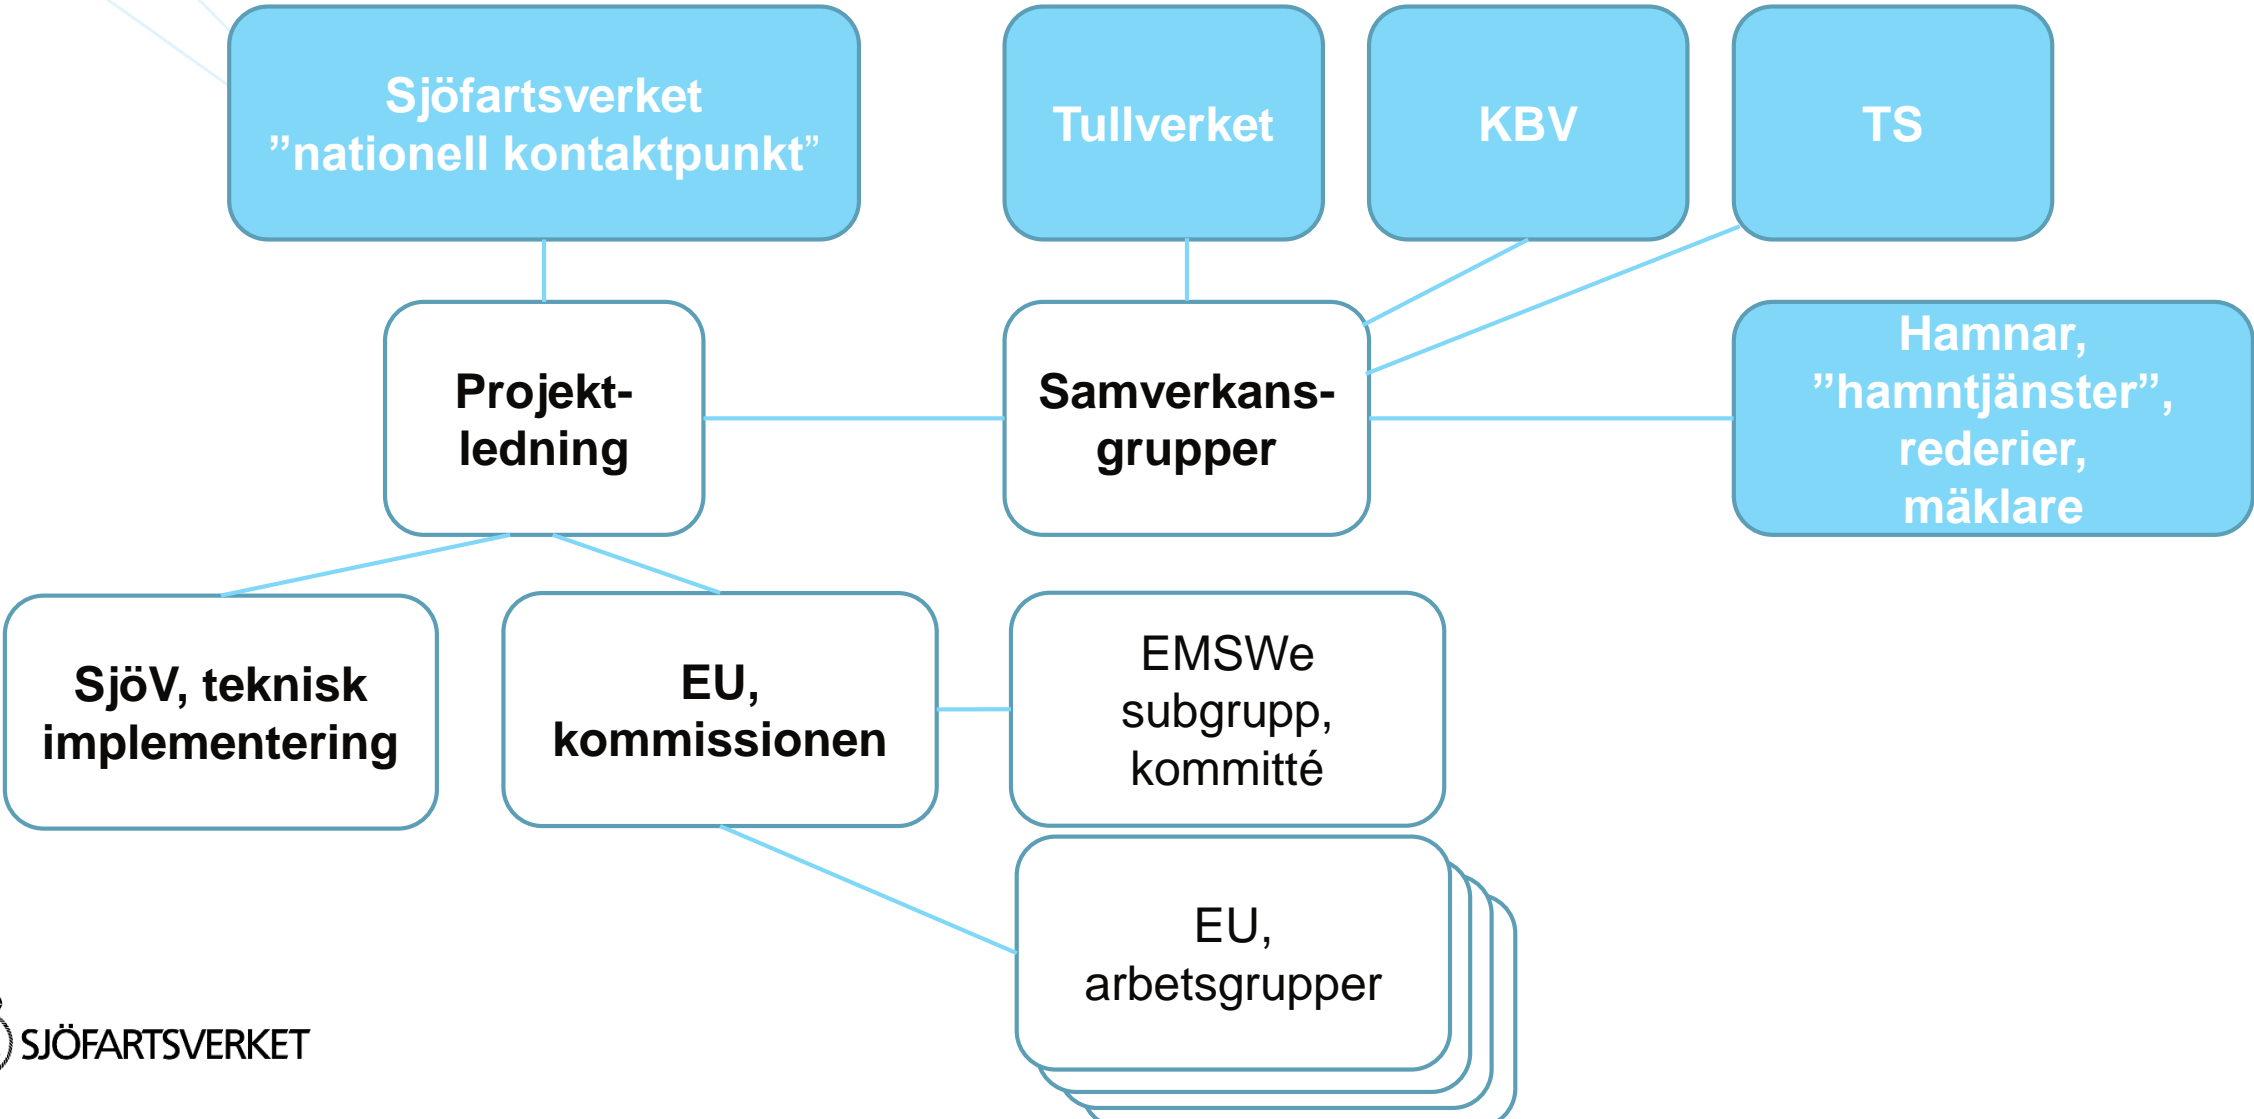 Sjöfartsverket
”nationell kontaktpunkt”
Tullverket
KBV
TS
Projekt-
ledning
Samverkans-
grupper
Hamnar,
”hamntjänster”,
rederier,
mäklare
SjöV, teknisk
implementering
EU,
kommissionen
EMSWe
subgrupp,
kommitté
EU,
arbetsgrupper
SJÖFARTSVERKET